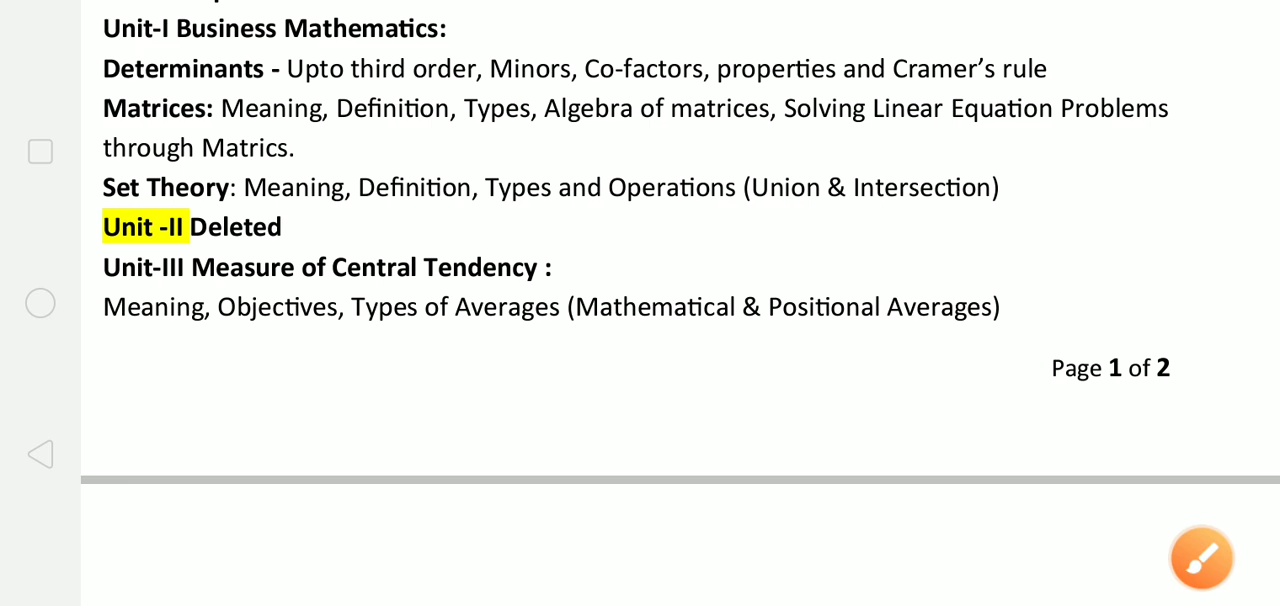 Unit-I Business Mathematics:
Determinants - Upto third order, Minors, Co-factors, properties and Cramer’s rule
Matrices: Meaning, Definition, Types, Algebra of matrices, Solving Linear Equation Problems
through Matrics.
Set Theory: Meaning, Definition, Types and Operations (Union & Intersection)
Unit -II Deleted
Unit-III Measure of Central Tendency :
Meaning, Objectives, Types of Averages (Mathematical & Positional Averages)
Page 1 of 2